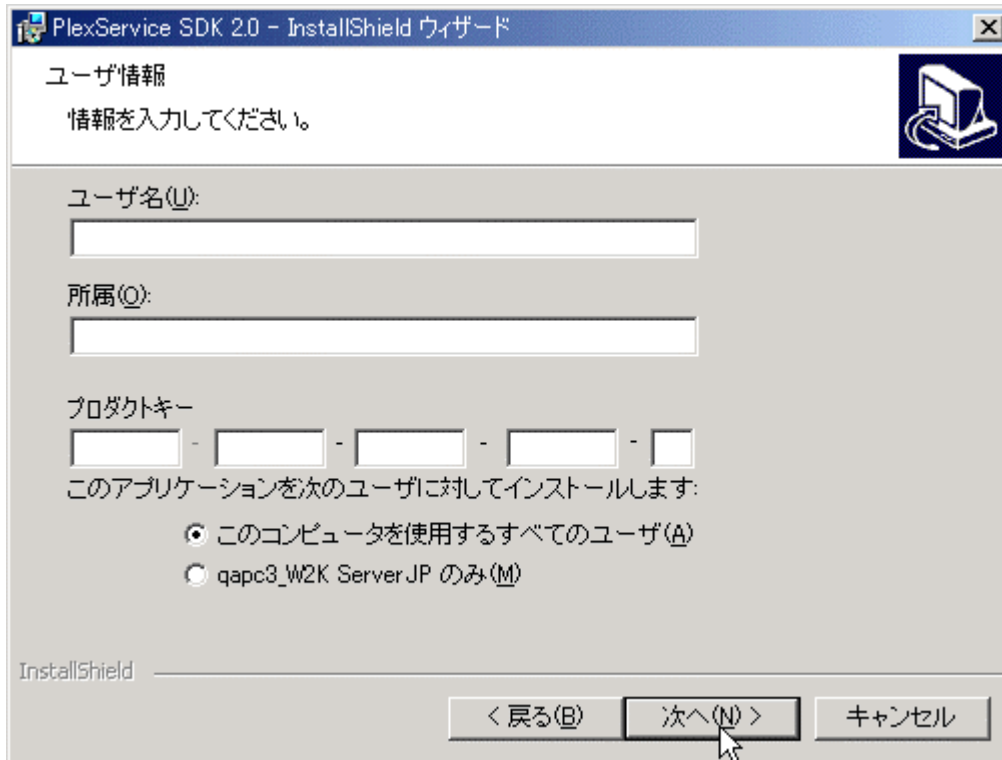 PlexService SDK 2.0 - InstallShield ウィザード
ユーザ情報
情報を入力してください。
ユーザ名(U):
所属(O):
プロダクトキー
- - - -
このアプリケーションを次のユーザに対してインストールします:
このコンピュータを使用するすべてのユーザ(A)
qapc3_W2K ServerJP のみ(M)
InstallShield
< 戻る(B) 次へ(N) > キャンセル